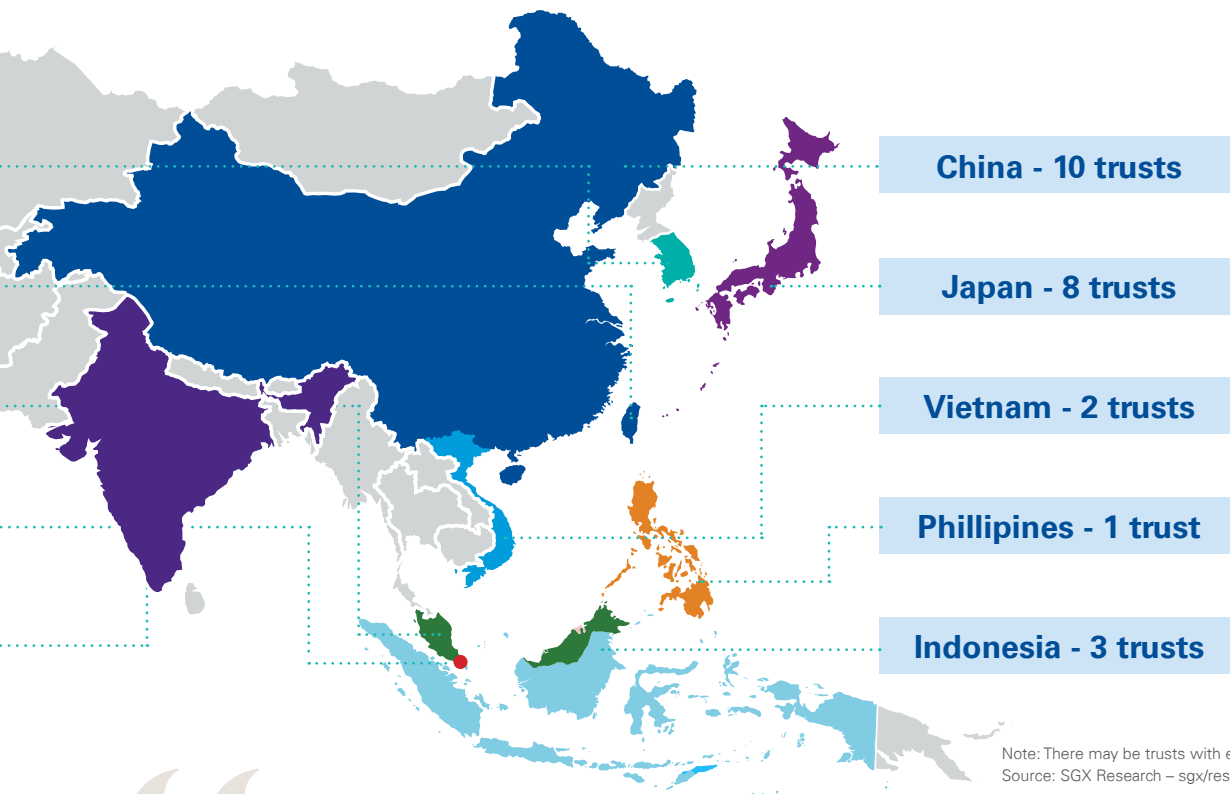 China - 10 trusts
Japan - 8 trusts
Vietnam - 2 trusts
Phillipines - 1 trust
Indonesia - 3 trusts
Note: There may be trusts with
Source: SGX Research – sgx/res